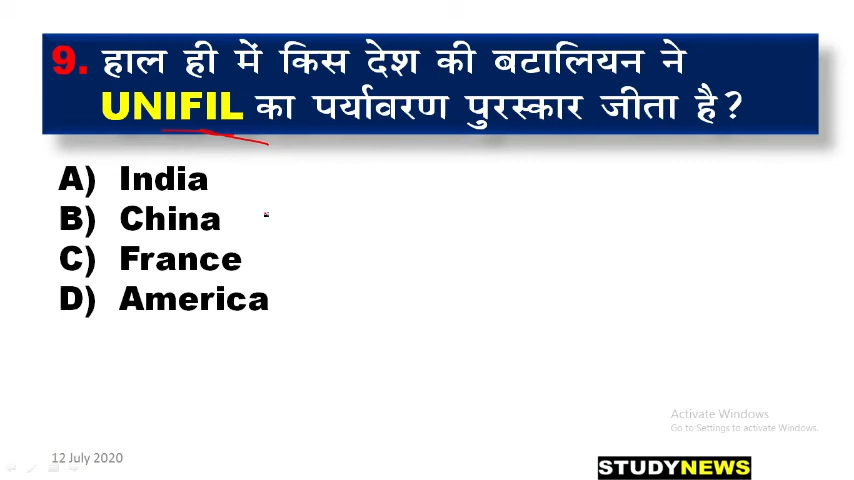 9. हाल ही में किस देश की बटालियन ने
UNIFIL का पर्यावरण पुरस्कार जीता है?
A) India
B) China
C) France
D) America
Activate Windows
Go to Settings to activate Windows.
12 July 2020
STUDYNEWS